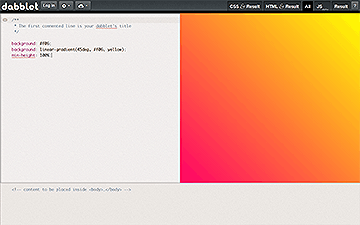 dabblet
Log in
CSS & Result
HTML & Result
All
JS
Result
?
/**
* The first commented line is your dabblet's title
*/
background: #f06;
background: linear-gradient(45deg, #f06, yellow);
min-height: 100%;
<!-- content to be placed inside <body>…</body> -->